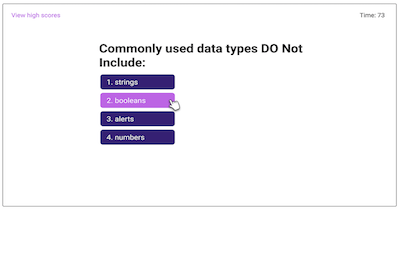 View high scores
Time: 73
Commonly used data types DO Not
Include:
1. strings
2. booleans
3. alerts
4. numbers